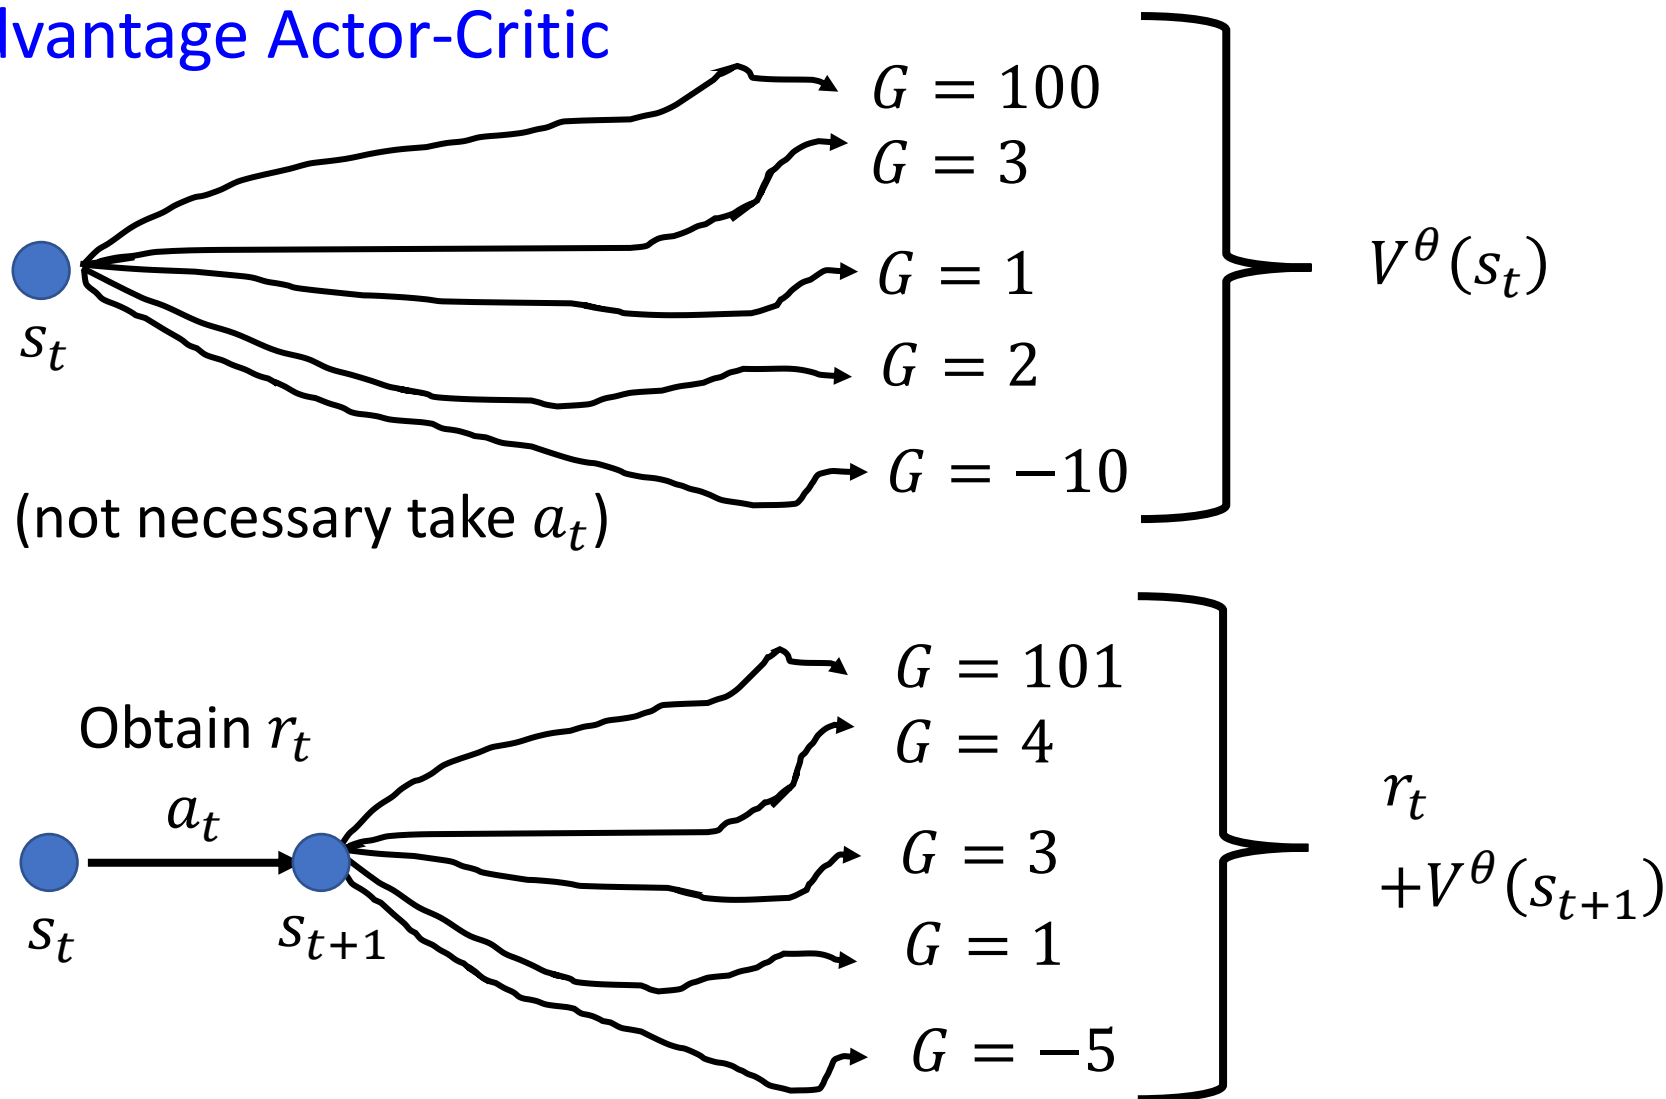 dvantage Actor-Critic
G = 100
G = 3
G = 1
G = 2
G = −10
V^θ(s_t)
s_t
(not necessary take a_t)
G = 101
G = 4
G = 3
G = 1
G = −5
Obtain r_t
a_t
s_t
s_{t+1}
r_t
+V^θ(s_{t+1})